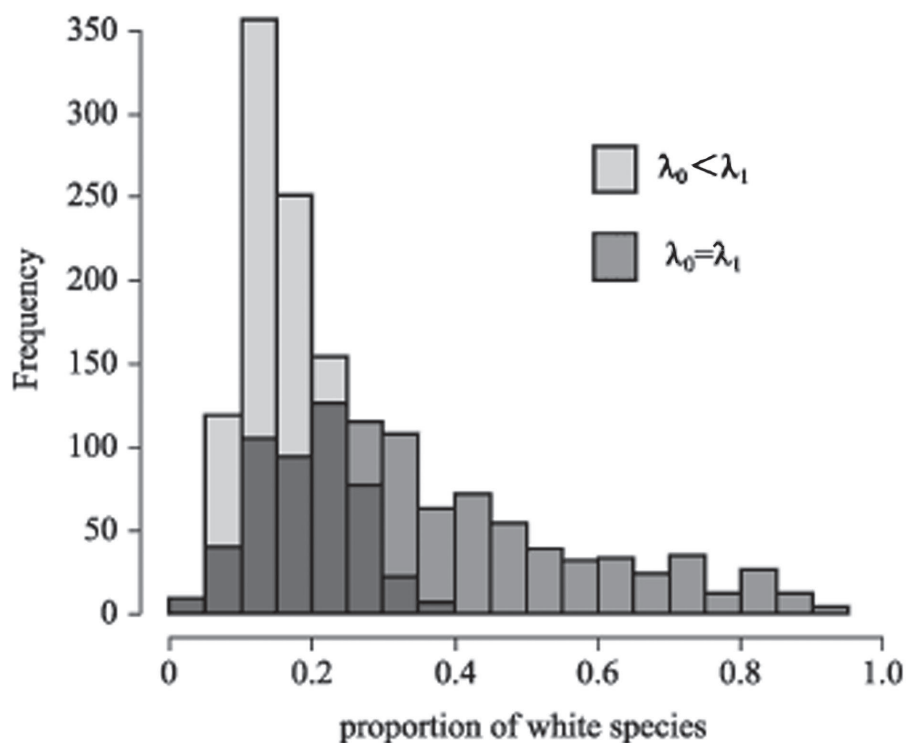 350
300
250
200
150
100
50
0
Frequency
λ₀<λ₁
λ₀=λ₁
0 0.2 0.4 0.6 0.8 1.0
proportion of white species